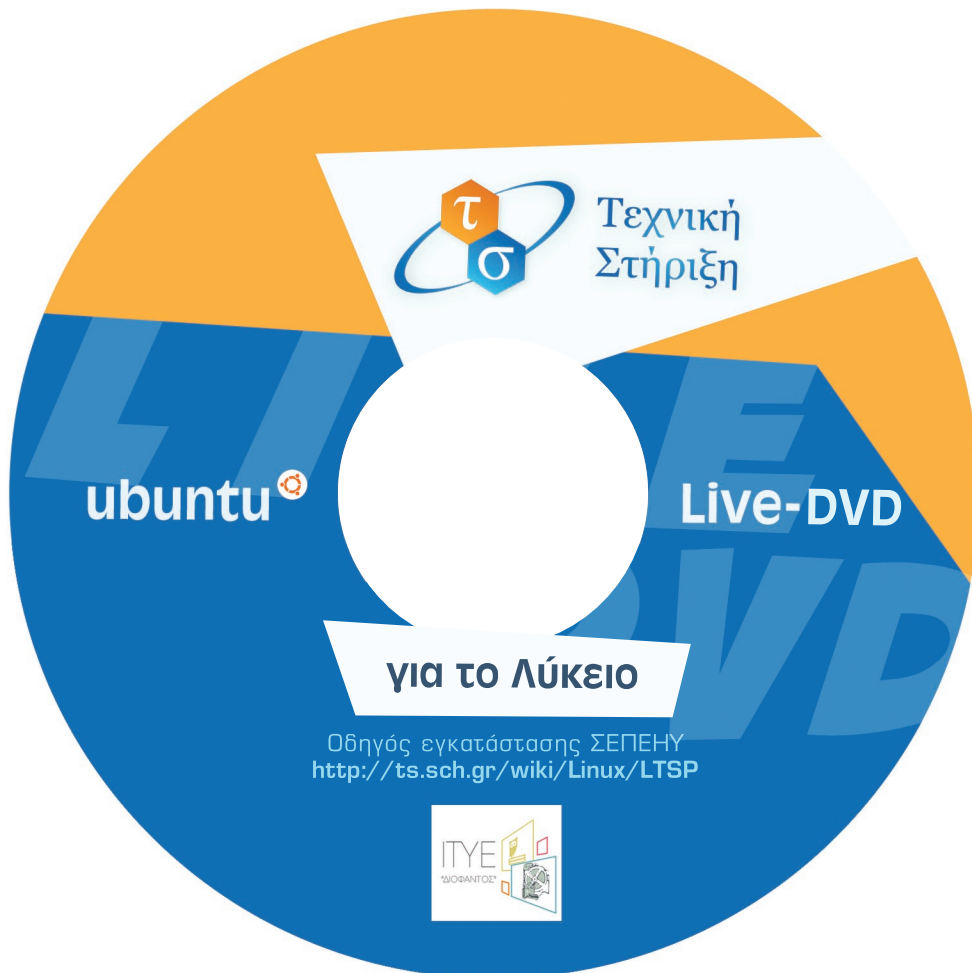 τ
σ
Τεχνική
Στήριξη
LIVE
DVD
ubuntu
Live-DVD
για το Λύκειο
Οδηγός εγκατάστασης ΣΕΠΕΗΥ
http://ts.sch.gr/wiki/Linux/LTSP
ΙΤΥΕ
"ΔΙΟΦΑΝΤΟΣ"